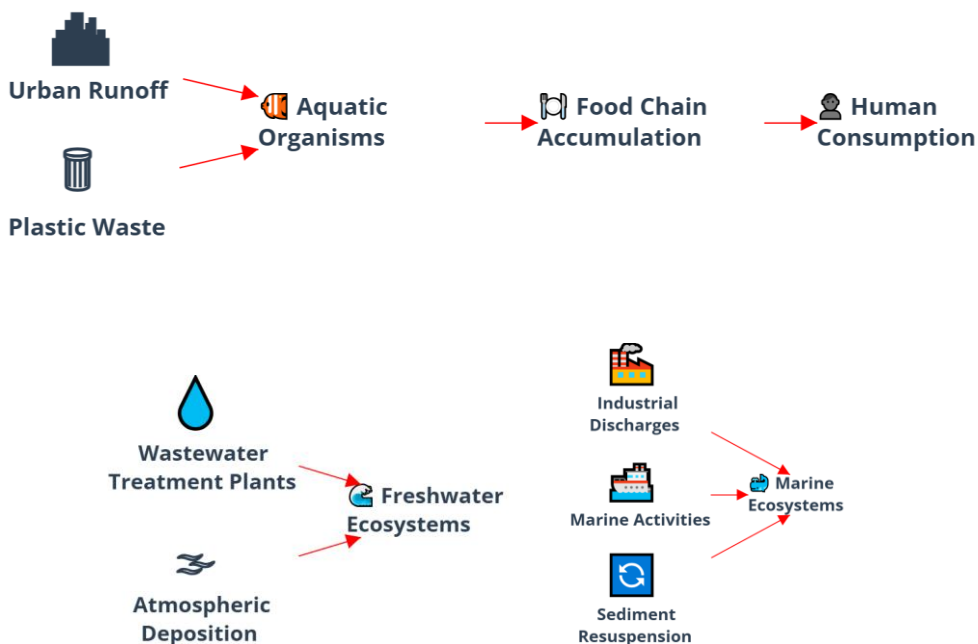 Urban Runoff
Aquatic
Organisms
Food Chain
Accumulation
Human
Consumption
Plastic Waste
Wastewater
Treatment Plants
Freshwater
Ecosystems
Atmospheric
Deposition
Industrial
Discharges
Marine Activities
Marine
Ecosystems
Sediment
Resuspension